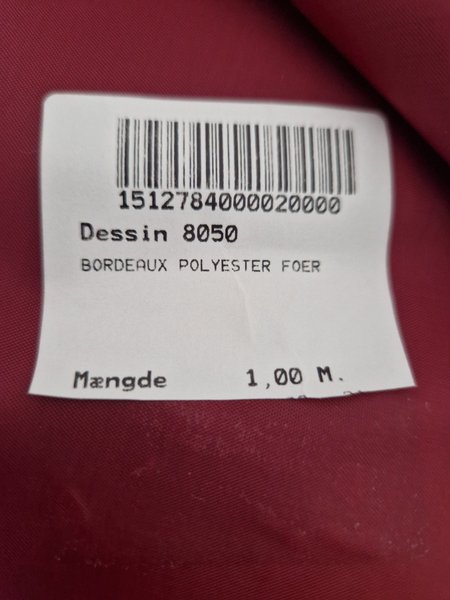 1512784000020000
Dessin 8050
BORDEAUX POLYESTER FOER
Mængde 1,00 M.